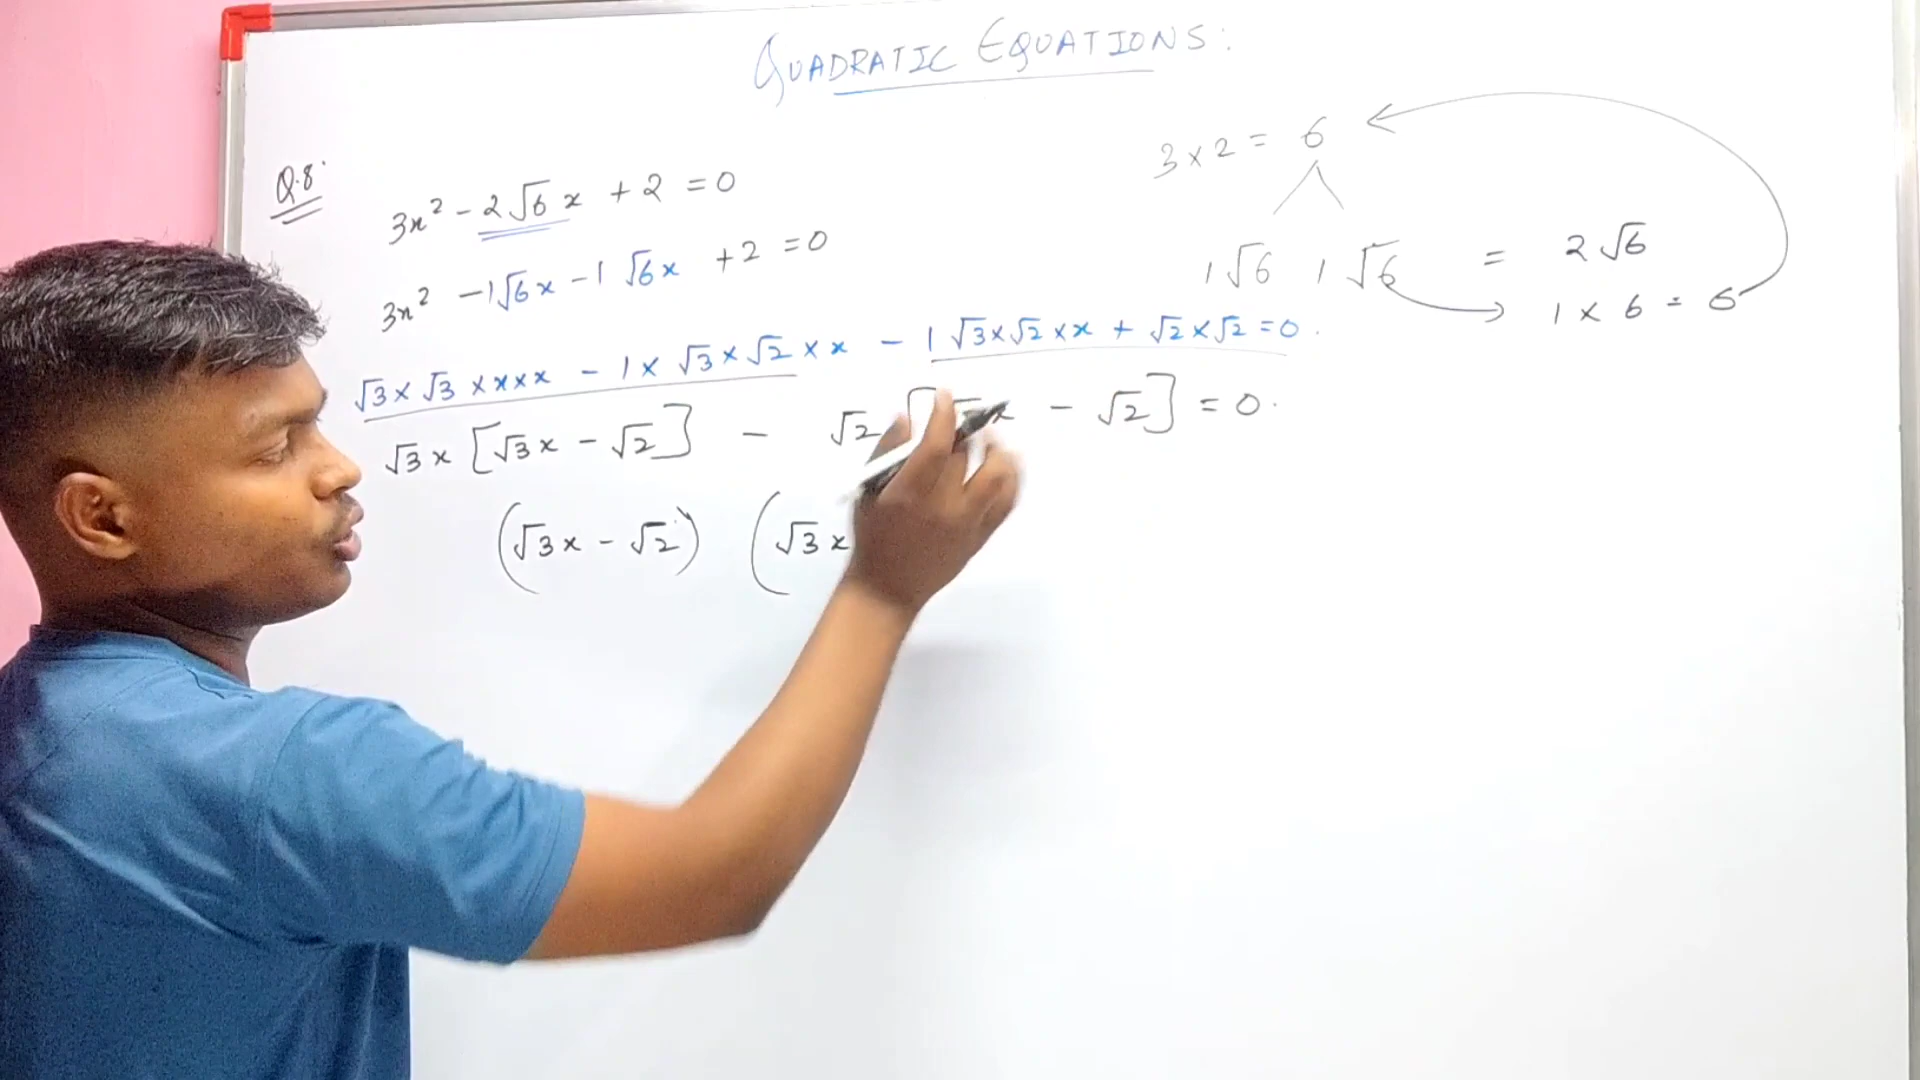 QUADRATIC EQUATIONS:
Q.8.
3x² - 2√6 x + 2 = 0
3x² - 1√6x - 1 √6x + 2 = 0
√3 × √3 × x × x - 1 × √3 × √2 × x - 1 √3 × √2 × x + √2 × √2 = 0.
√3 x [√3 x - √2] - √2 [ x - √2] = 0.
(√3 x - √2) (√3 x
3 × 2 = 6
1√6 1√6 = 2√6
1 × 6 = 6